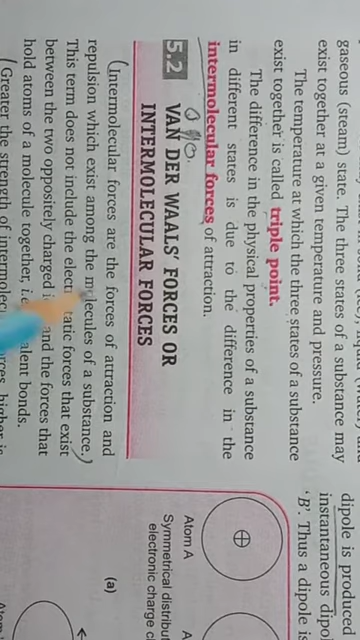 gaseous (steam) state. The three states of a substance may
exist together at a given temperature and pressure.
The temperature at which the three states of a substance
exist together is called triple point.
The difference in the physical properties of a substance
in different states is due to the difference in the
intermolecular forces of attraction.
5.2 VAN DER WAALS' FORCES OR
INTERMOLECULAR FORCES
(Intermolecular forces are the forces of attraction and
repulsion which exist among the molecules of a substance.)
This term does not include the elec tatic forces that exist
between the two oppositely charged and the forces that
hold atoms of a molecule together, i.e. alent bonds.
(Greater the strength of intermolec higher
dipole is produced
instantaneous dipol
'B'. Thus a dipole is
Atom A
Symmetrical distribut
electronic charge cl
(a)